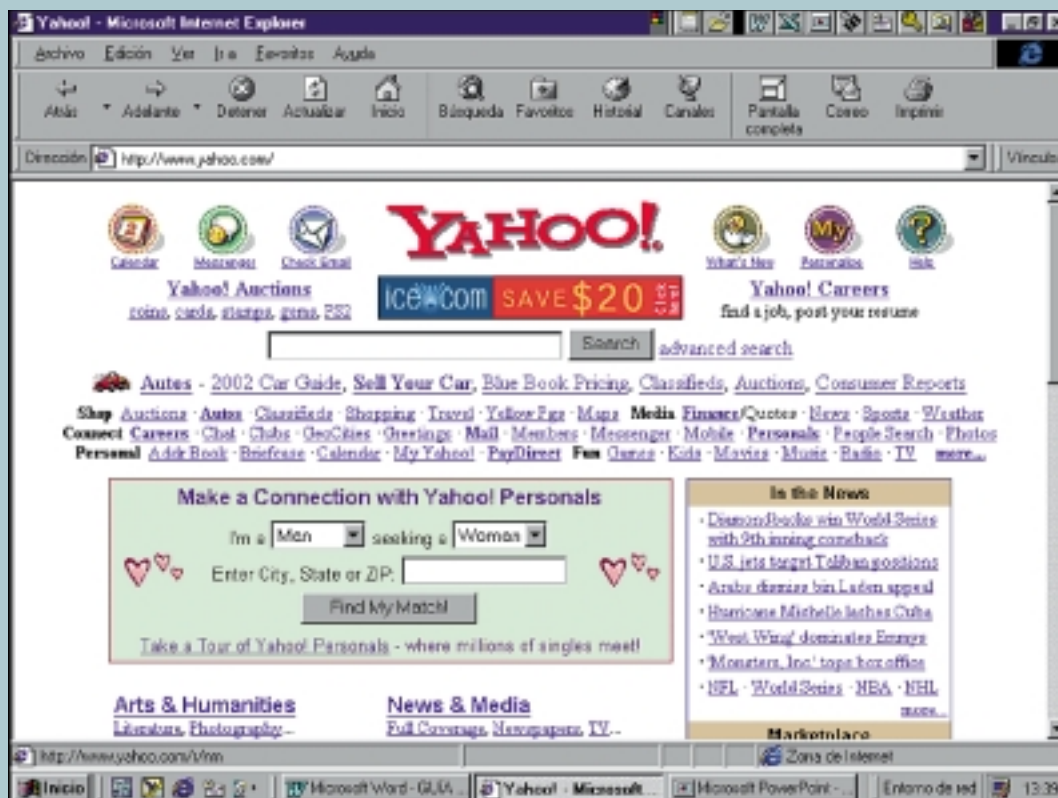 Yahoo! - Microsoft Internet Explorer
Archivo Edición Ver Ir a Favoritos Ayuda
Atrás Adelante Detener Actualizar Inicio Búsqueda Favoritos Historial Canales Pantalla completa Correo Imprimir
Dirección http://www.yahoo.com/ Vínculo
YAHOO!
Calendar Messenger Check Email What's New Personalize Help
Yahoo! Auctions
coins, cards, stamps, gems, PS2
ice.com SAVE $20
Yahoo! Careers
find a job, post your resume
Search advanced search
Autos - 2002 Car Guide, Sell Your Car, Blue Book Pricing, Classifieds, Auctions, Consumer Reports
Shop Auctions · Autos · Classifieds · Shopping · Travel · Yellow Pgs · Maps Media Finance/Quotes · News · Sports · Weather
Connect Careers · Chat · Clubs · GeoCities · Greetings · Mail · Members · Messenger · Mobile · Personals · People Search · Photos
Personal Addr Book · Briefcase · Calendar · My Yahoo! · PayDirect Fun Games · Kids · Movies · Music · Radio · TV more...
Make a Connection with Yahoo! Personals
I'm a Man seeking a Woman
Enter City, State or ZIP:
Find My Match!
Take a Tour of Yahoo! Personals - where millions of singles meet!
In the News
· Diamondbacks win World Series
with 9th inning comeback
· U.S. jets target Taliban positions
· Arabs dismiss bin Laden appeal
· Hurricane Michelle lashes Cuba
· 'West Wing' dominates Emmys
· 'Monsters, Inc.' tops box office
· NFL · World Series · NBA · NHL
more...
Marketplace
Arts & Humanities
Literature, Photography...
News & Media
Full Coverage, Newspapers, TV...
http://www.yahoo.com/r/nm Zona de Internet
Inicio Microsoft Word - GUIA ... Yahoo! - Microsoft... Microsoft PowerPoint - ... Entorno de red 13:38